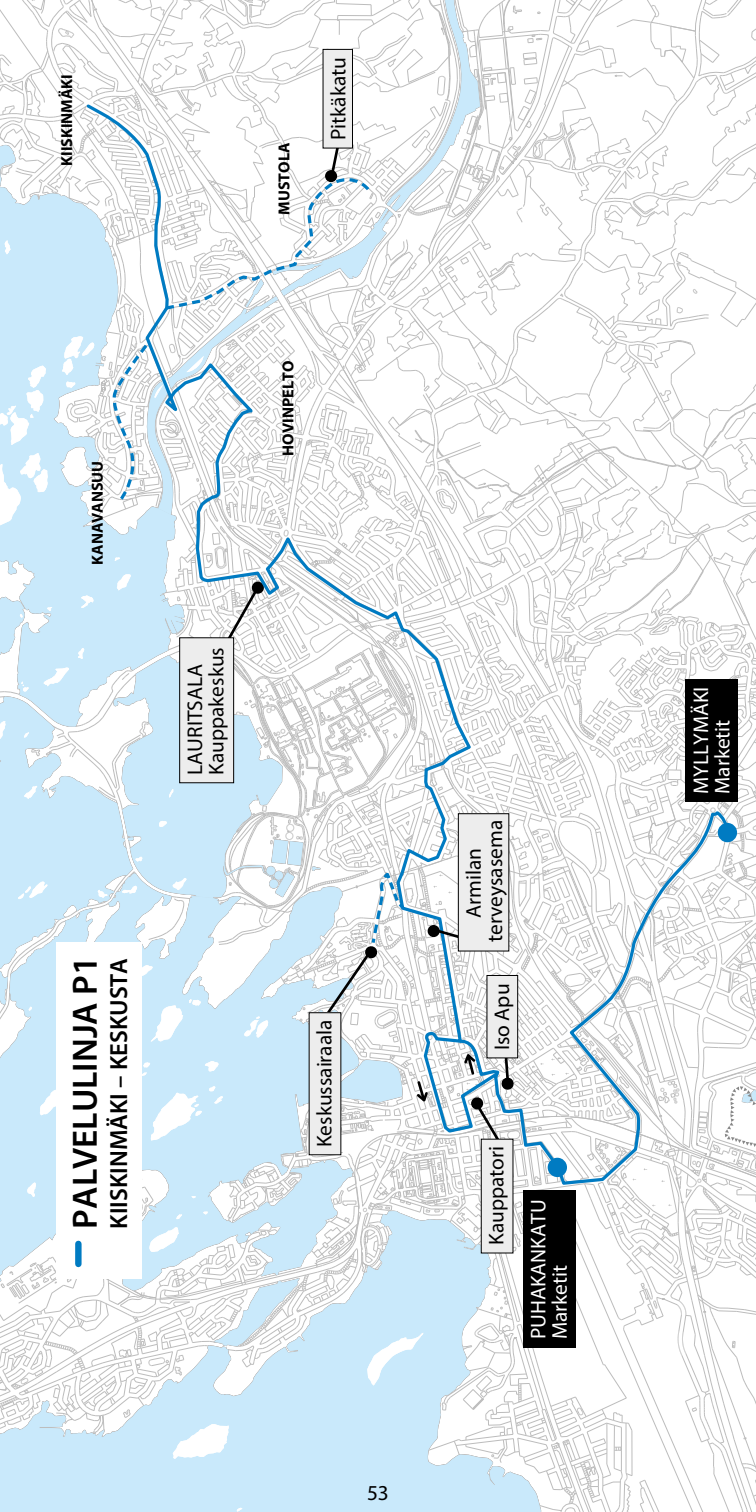 PALVELULINJA P1
KIISKINMÄKI – KESKUSTA
KIISKINMÄKI
Pitkäkatu
MUSTOLA
KANAVANSUU
HOVINPELTO
LAURITSALA
Kauppakeskus
Keskussairaala
Armilan
terveysasema
Iso Apu
Kauppatori
PUHAKANKATU
Marketit
MYLLYMÄKI
Marketit
53